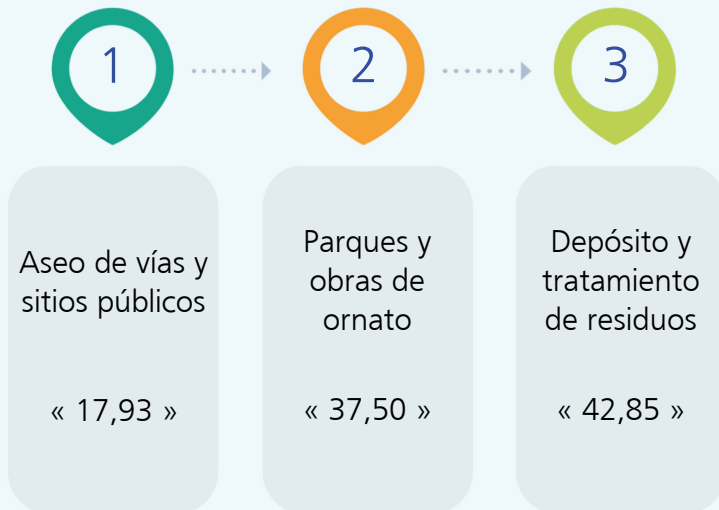 1
2
3
Aseo de vías y
sitios públicos
« 17,93 »
Parques y
obras de
ornato
« 37,50 »
Depósito y
tratamiento
de residuos
« 42,85 »